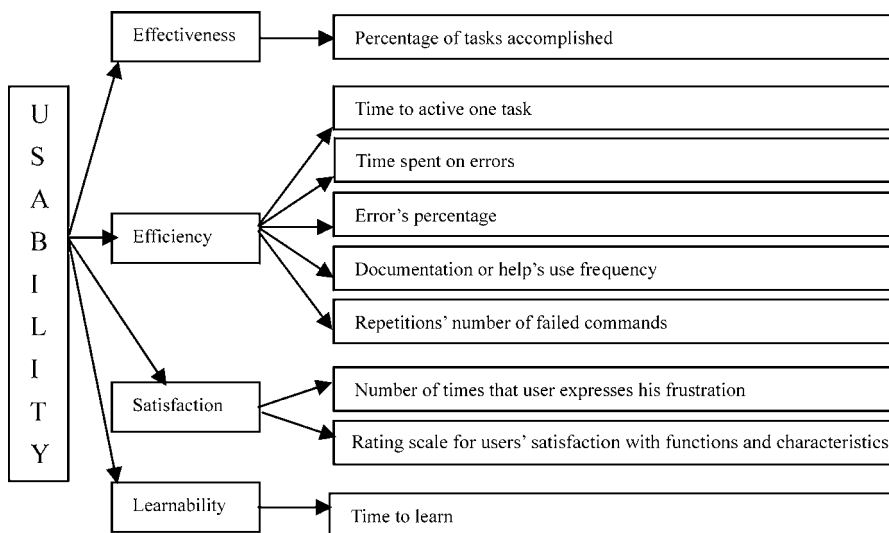 USABILITY
Effectiveness
Percentage of tasks accomplished
Efficiency
Time to active one task
Time spent on errors
Error's percentage
Documentation or help's use frequency
Repetitions' number of failed commands
Satisfaction
Number of times that user expresses his frustration
Rating scale for users' satisfaction with functions and characteristics
Learnability
Time to learn